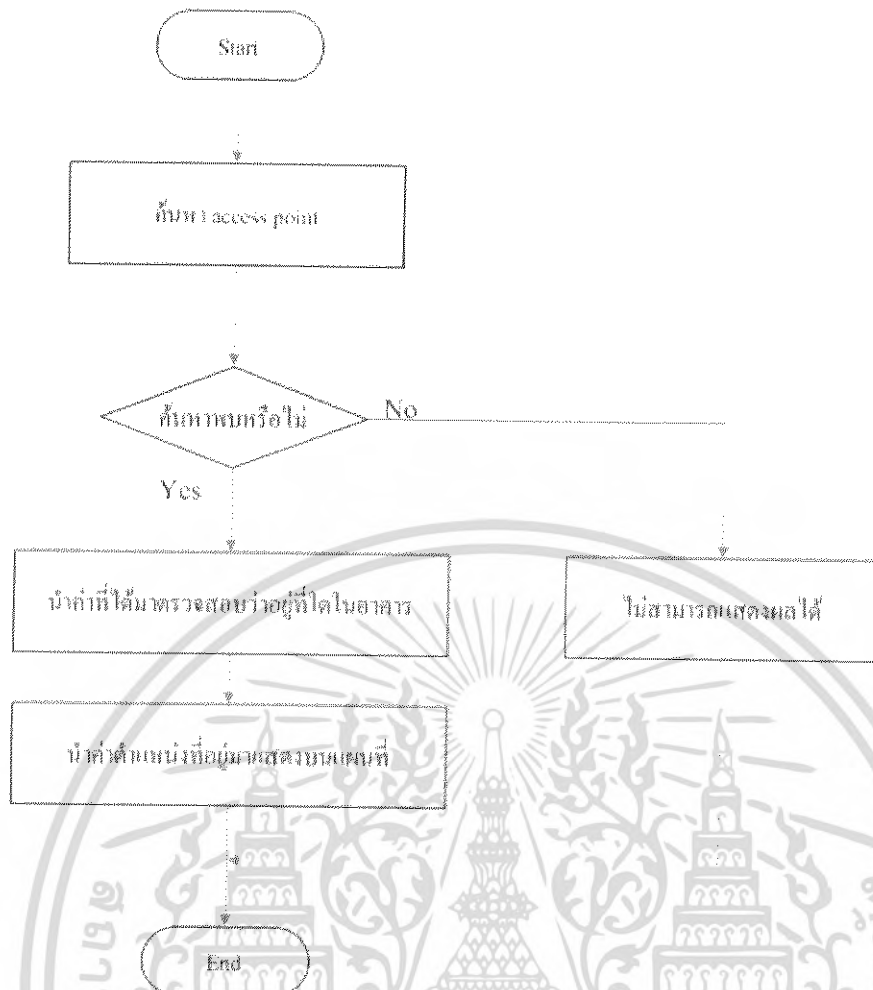 Start
ค้นหา access point
ค้นหาพบหรือไม่
No
Yes
นำค่าที่ได้มาตรวจสอบว่าอยู่ที่ใดในอาคาร
ไม่สามารถแสดงผลได้
นำค่าตำแหน่งที่อยู่มาแสดงบนแผนที่
End